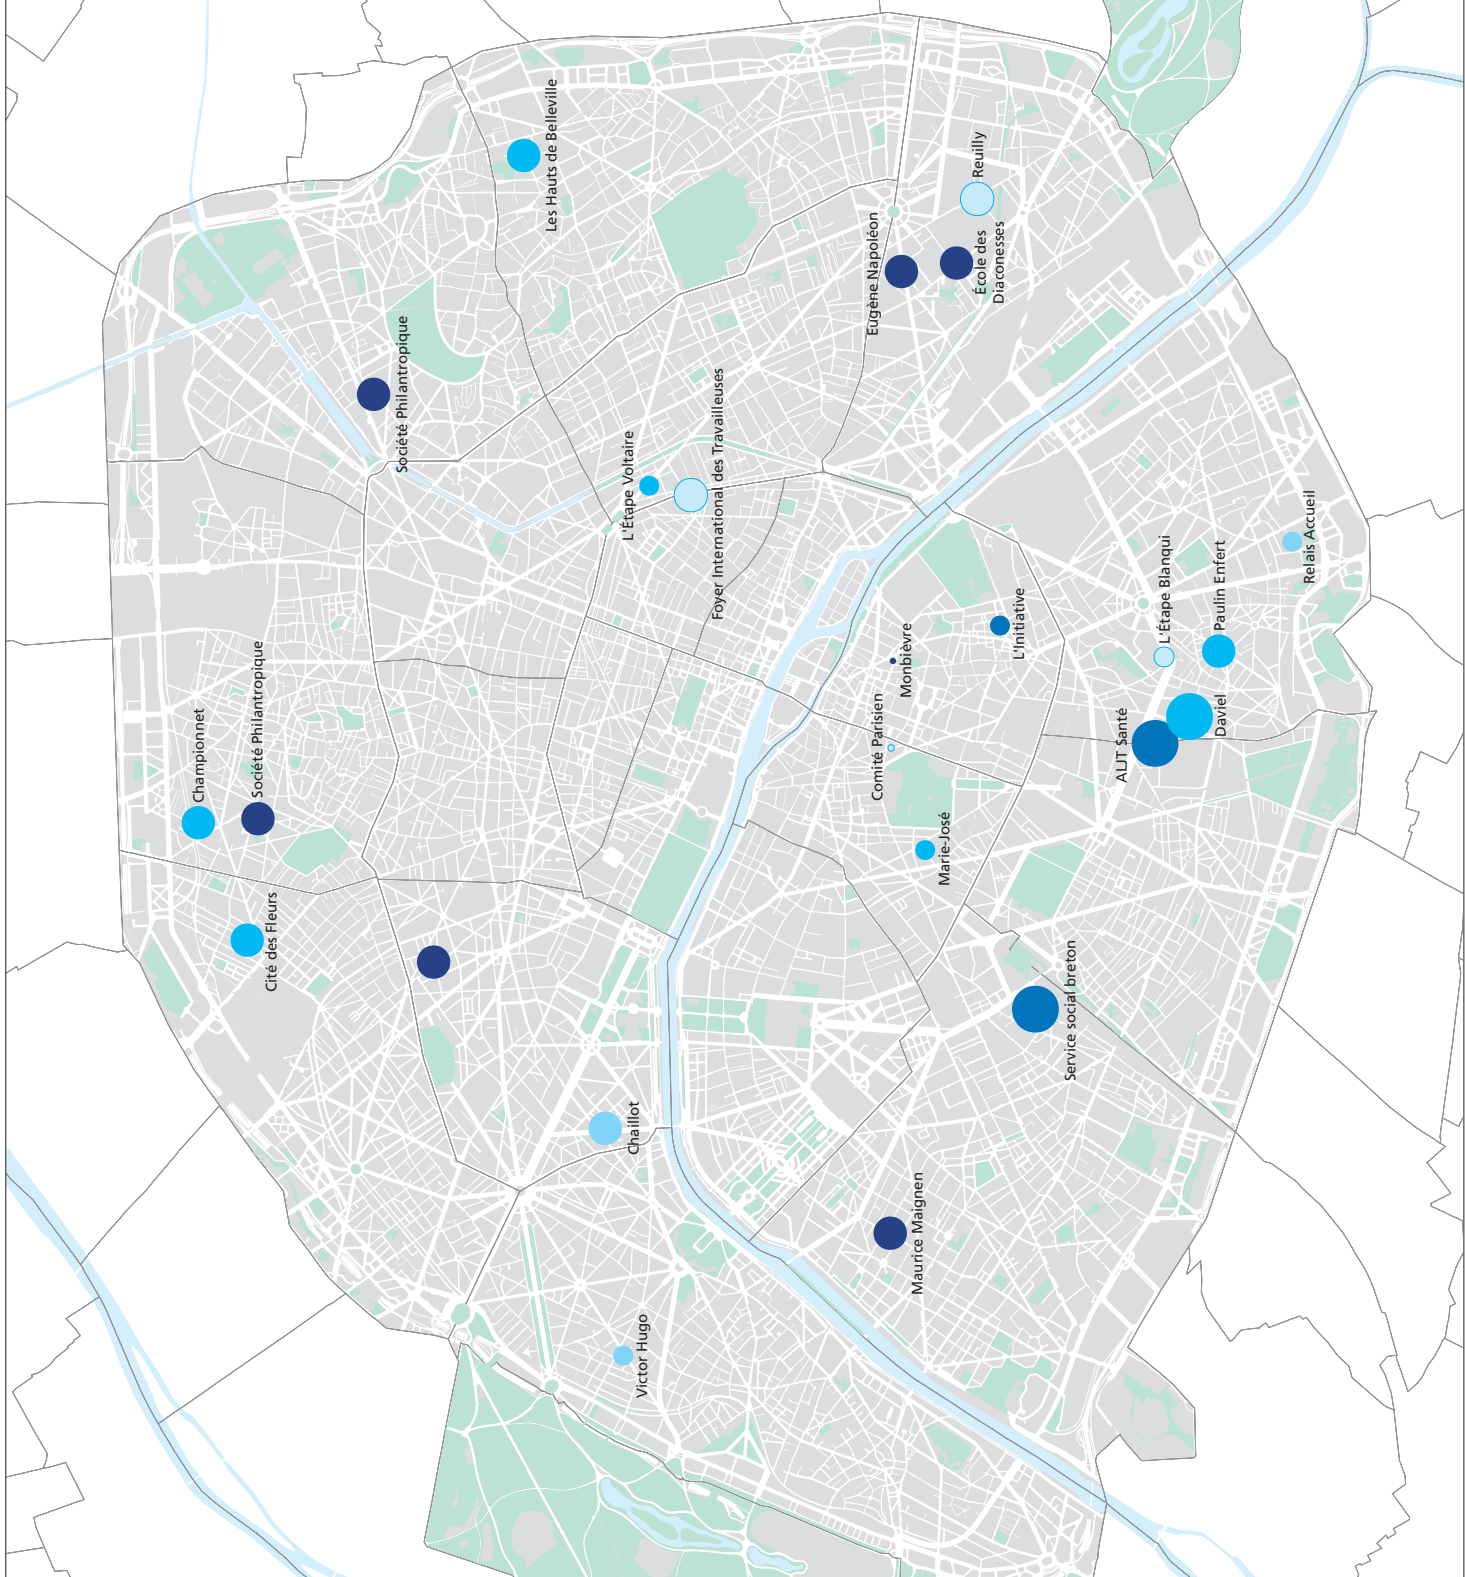 Les Hauts de Belleville
Reuilly
Eugène Napoléon
École des
Diaconesses
Société Philantropique
L'Étape Voltaire
Foyer International des Travailleuses
Relais Accueil
L'Étape Blanqui
Paulin Enfert
L'Initiative
Monbièvre
Société Philantropique
Championnet
Comité Parisien
ALJT Santé
Daviel
Marie-José
Cité des Fleurs
Service social breton
Chaillot
Maurice Maignen
Victor Hugo